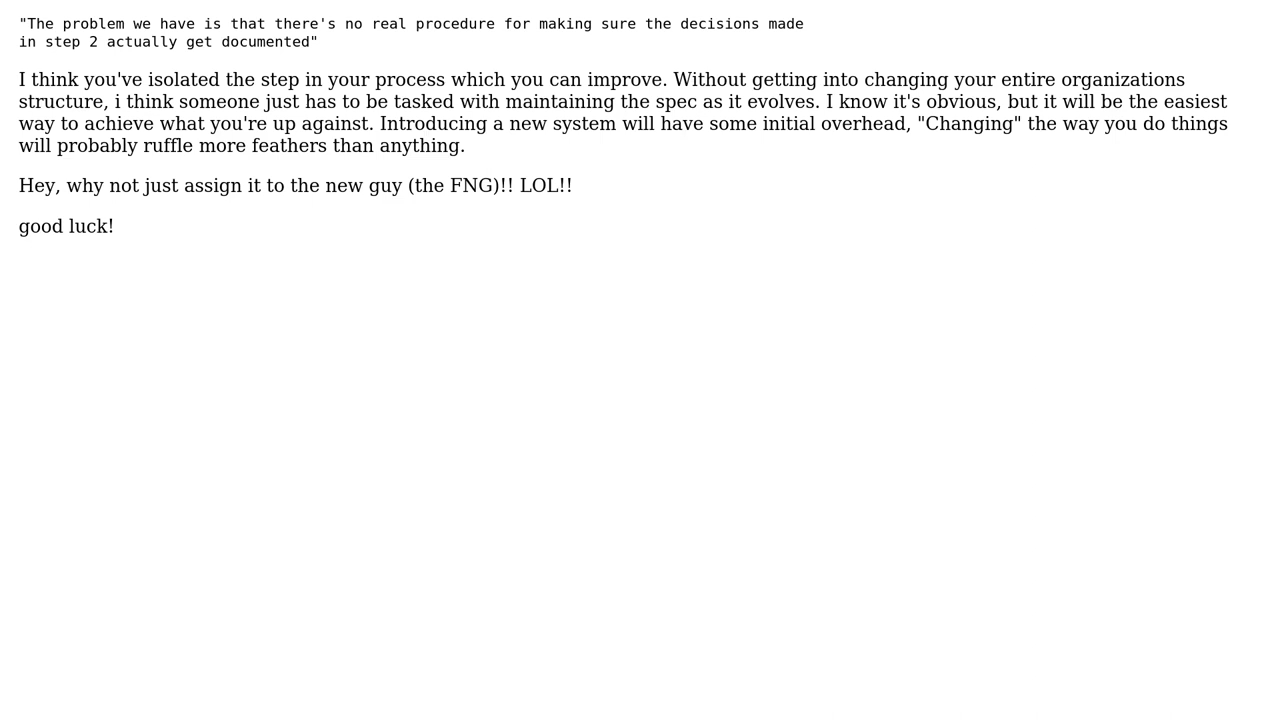 "The problem we have is that there's no real procedure for making sure the decisions made
in step 2 actually get documented"
I think you've isolated the step in your process which you can improve. Without getting into changing your entire organizations
structure, i think someone just has to be tasked with maintaining the spec as it evolves. I know it's obvious, but it will be the easiest
way to achieve what you're up against. Introducing a new system will have some initial overhead, "Changing" the way you do things
will probably ruffle more feathers than anything.
Hey, why not just assign it to the new guy (the FNG)!! LOL!!
good luck!